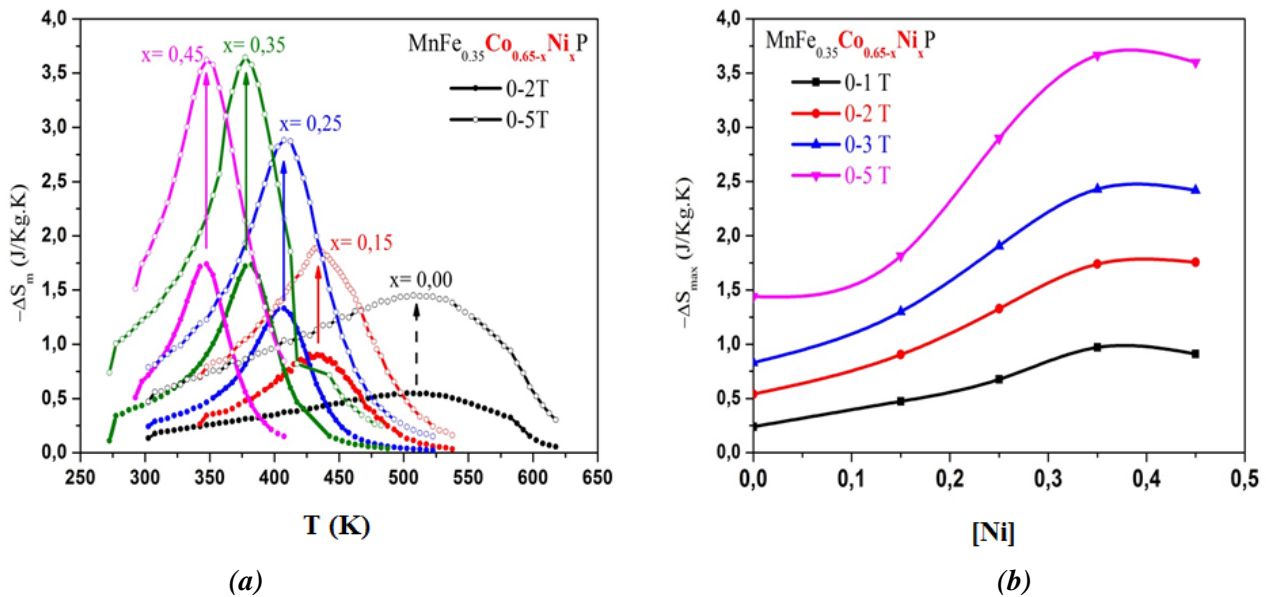 4,0
3,5
3,0
2,5
2,0
1,5
1,0
0,5
0,0
−ΔSₘ (J/Kg.K)
x= 0,45
x= 0,35
x= 0,25
x= 0,15
x= 0,00
MnFe₀.₃₅Co₀.₆₅₋ₓNiₓP
0-2T
0-5T
250 300 350 400 450 500 550 600 650
T (K)
(a)
4,0
3,5
3,0
2,5
2,0
1,5
1,0
0,5
0,0
−ΔSmax (J/Kg.K)
MnFe₀.₃₅Co₀.₆₅₋ₓNiₓP
0-1 T
0-2 T
0-3 T
0-5 T
0,0 0,1 0,2 0,3 0,4 0,5
[Ni]
(b)